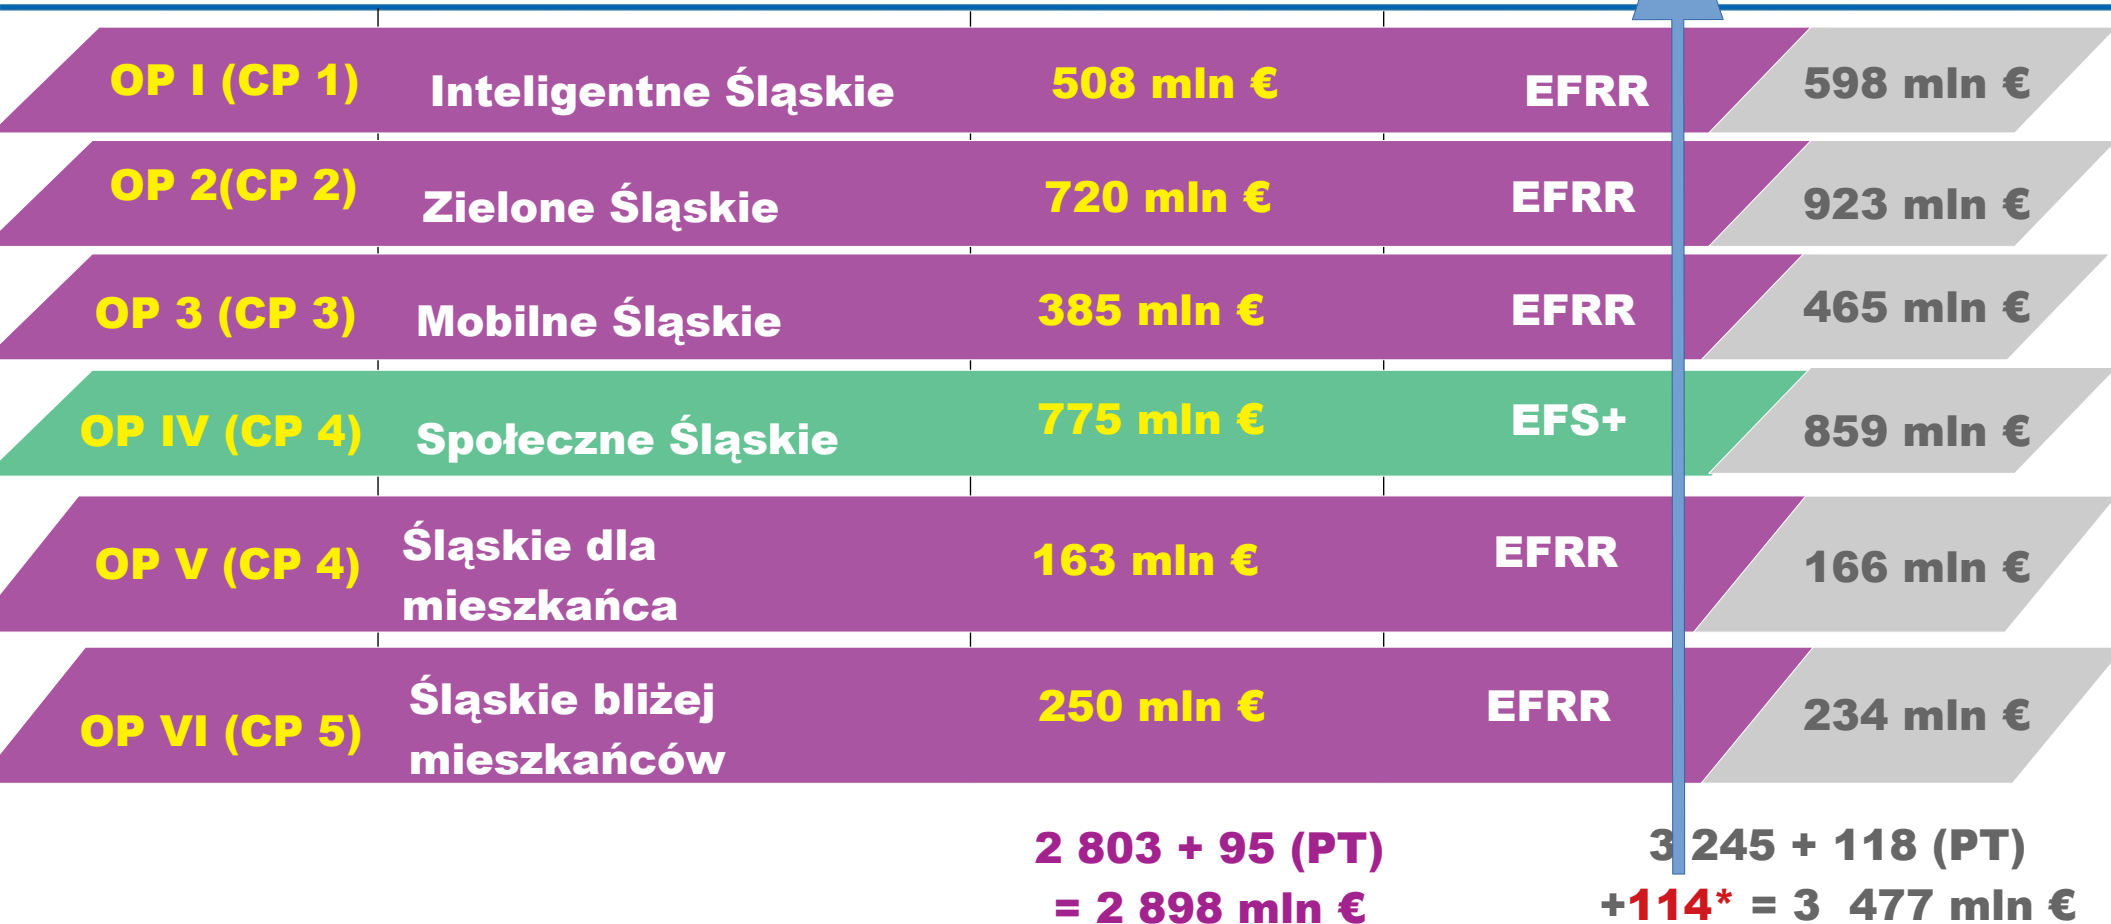 OP I (CP 1) Inteligentne Śląskie 508 mln € EFRR 598 mln €
OP 2(CP 2) Zielone Śląskie 720 mln € EFRR 923 mln €
OP 3 (CP 3) Mobilne Śląskie 385 mln € EFRR 465 mln €
OP IV (CP 4) Społeczne Śląskie 775 mln € EFS+ 859 mln €
OP V (CP 4) Śląskie dla
mieszkańca 163 mln € EFRR 166 mln €
OP VI (CP 5) Śląskie bliżej
mieszkańców 250 mln € EFRR 234 mln €
2 803 + 95 (PT)
= 2 898 mln €
3 245 + 118 (PT)
+114* = 3 477 mln €